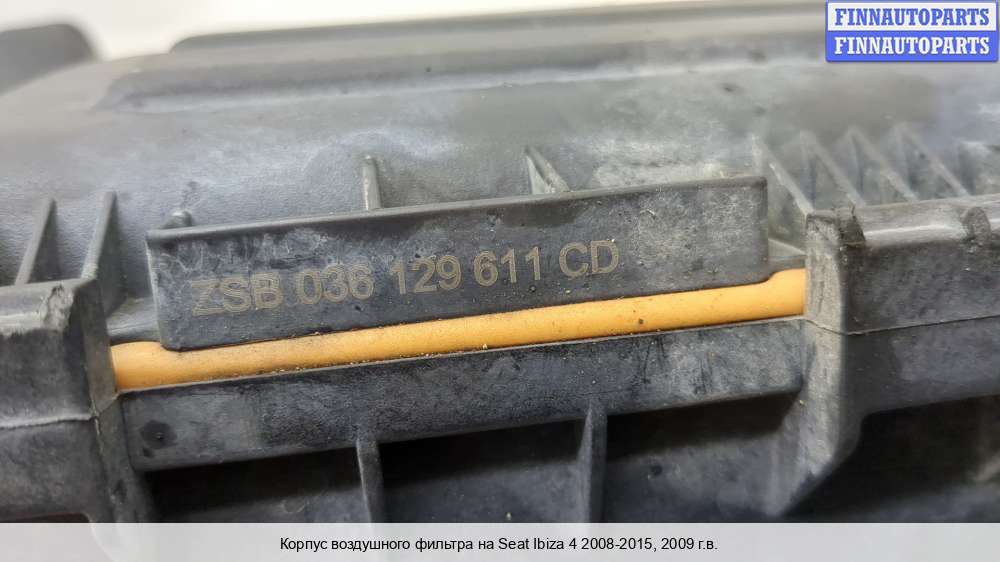 FINNAUTOPARTS
FINNAUTOPARTS
ZSB 036 129 611 CD
Корпус воздушного фильтра на Seat Ibiza 4 2008-2015, 2009 г.в.